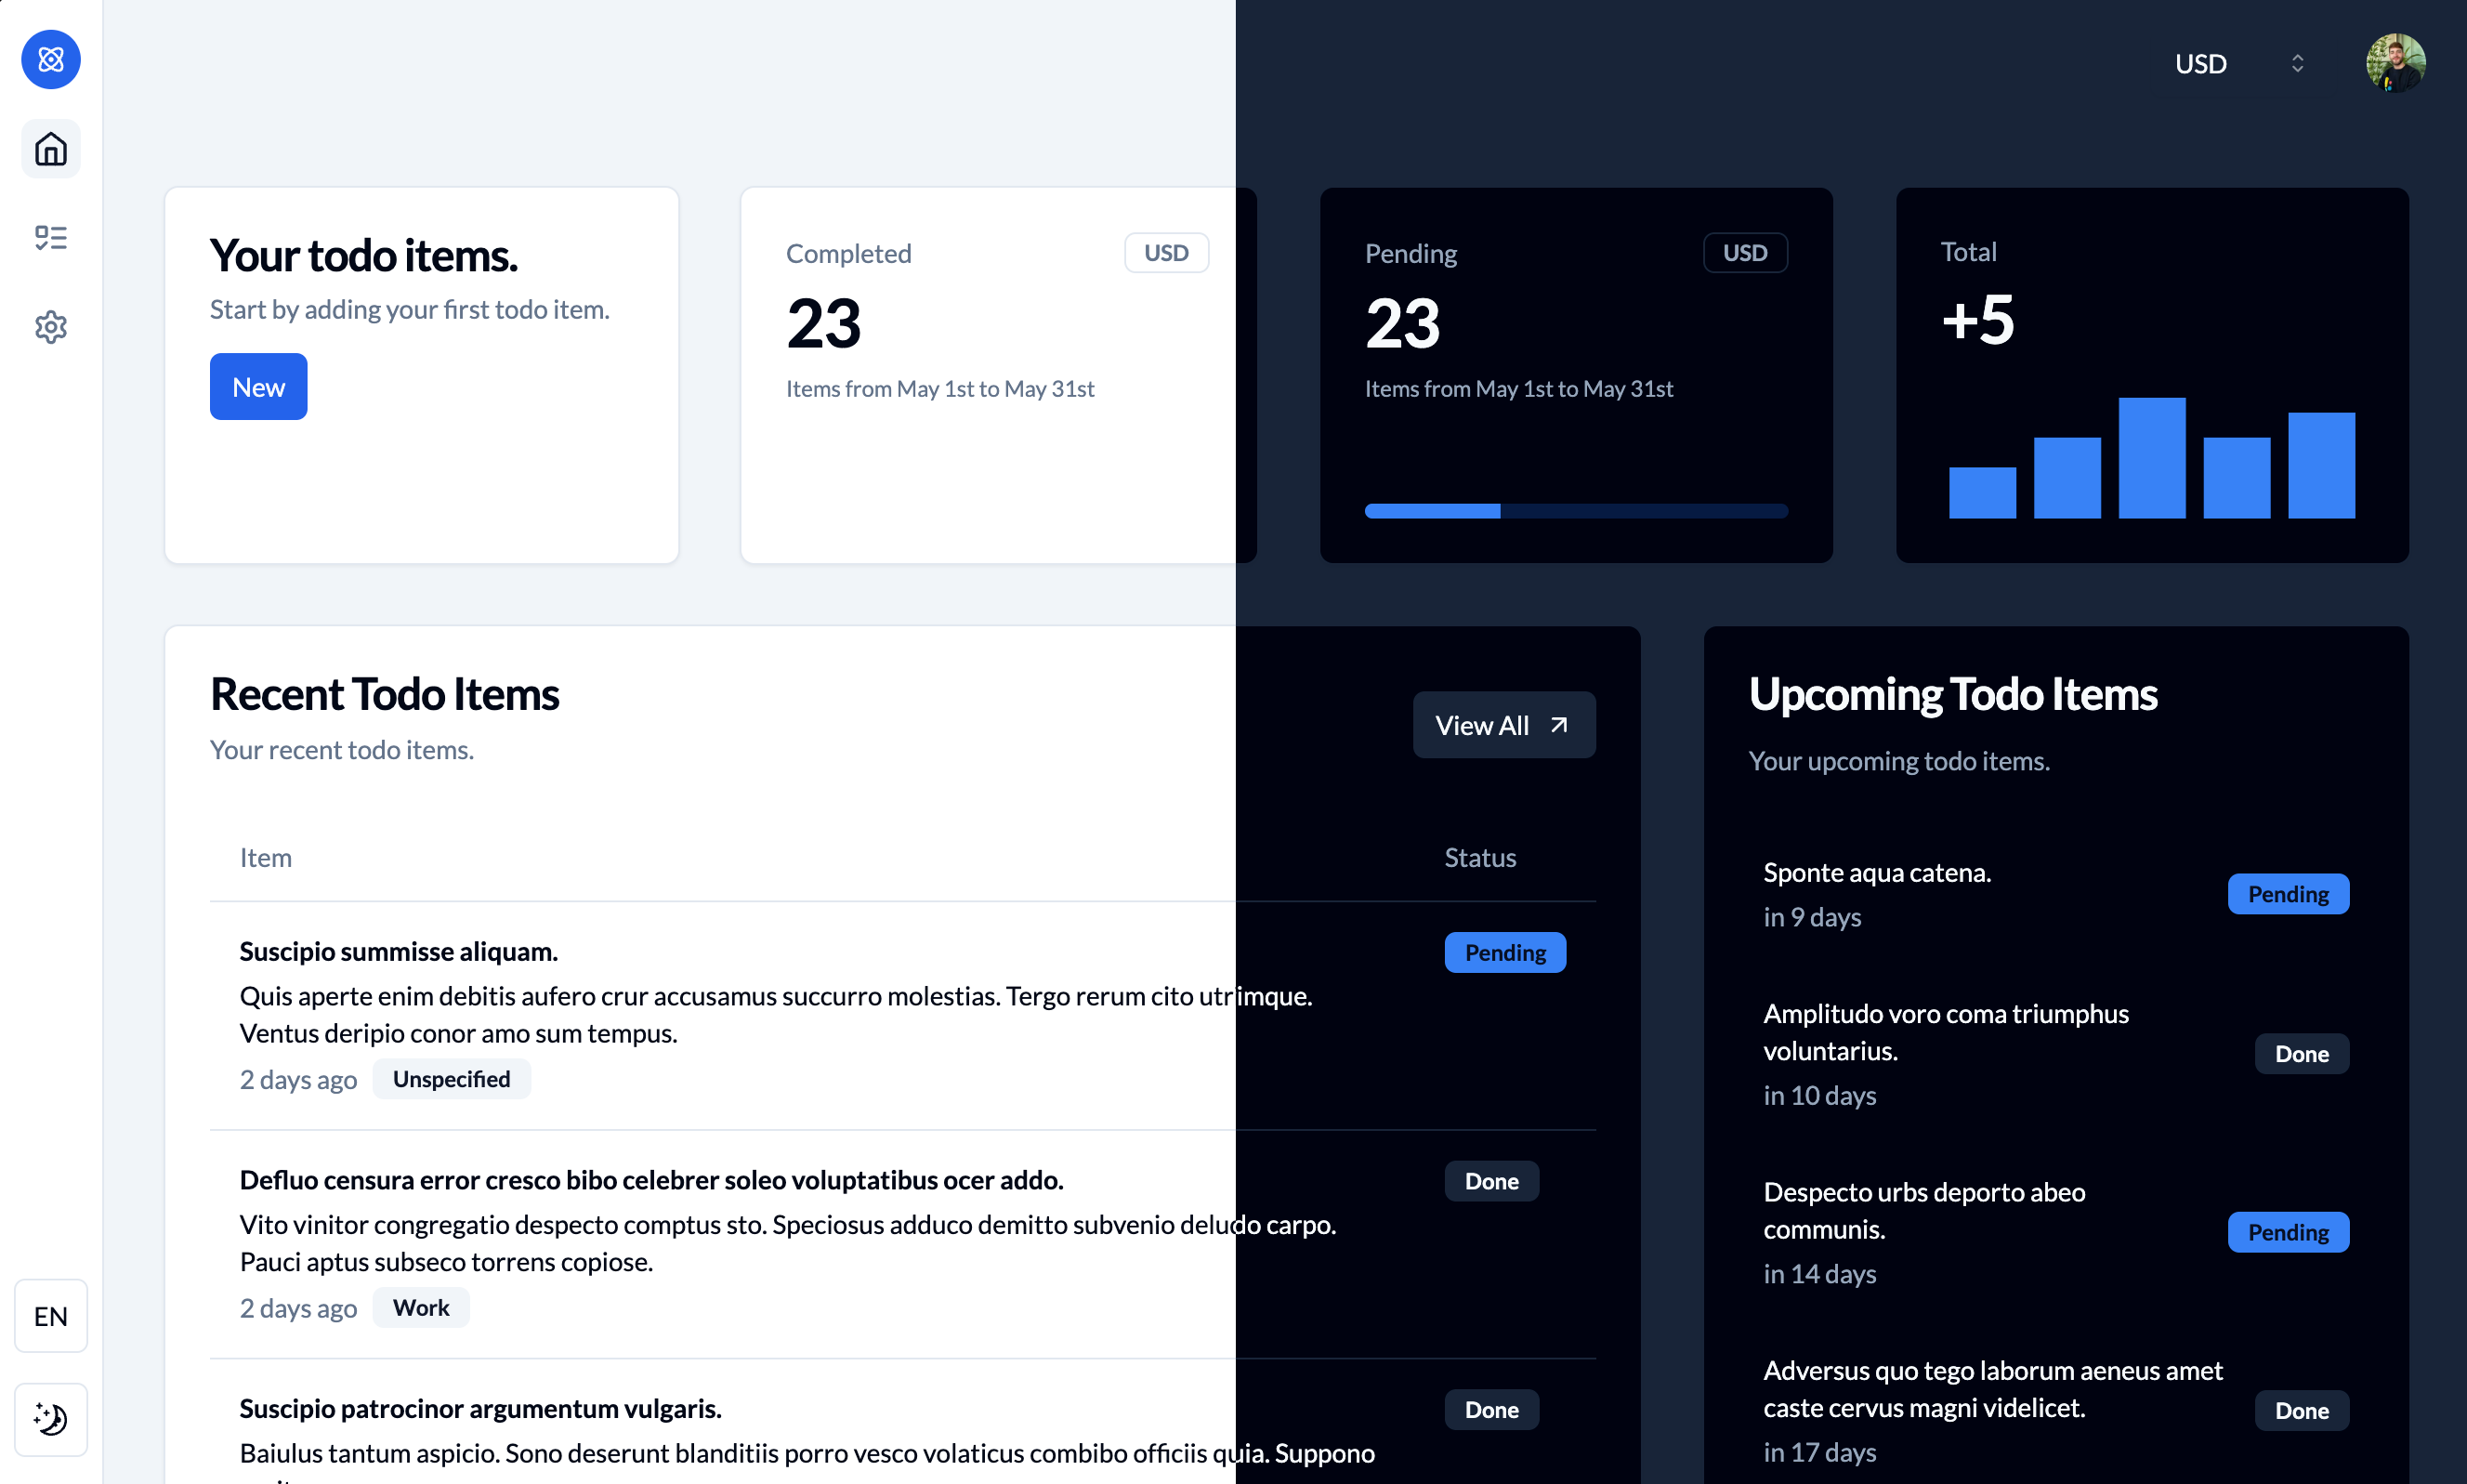 USD
Your todo items.
Start by adding your first todo item.
New
Completed
USD
23
Items from May 1st to May 31st
Pending
USD
23
Items from May 1st to May 31st
Total
+5
Recent Todo Items
Your recent todo items.
View All
Item
Status
Suscipio summisse aliquam.
Pending
Quis aperte enim debitis aufero crur accusamus succurro molestias. Tergo rerum cito utrimque.
Ventus deripio conor amo sum tempus.
2 days ago
Unspecified
Defluo censura error cresco bibo celebrer soleo voluptatibus ocer addo.
Done
Vito vinitor congregatio despecto comptus sto. Speciosus adduco demitto subvenio deludo carpo.
Pauci aptus subseco torrens copiose.
2 days ago
Work
Suscipio patrocinor argumentum vulgaris.
Done
Baiulus tantum aspicio. Sono deserunt blanditiis porro vesco volaticus combibo officiis quia. Suppono
Upcoming Todo Items
Your upcoming todo items.
Sponte aqua catena.
in 9 days
Pending
Amplitudo voro coma triumphus
voluntarius.
in 10 days
Done
Despecto urbs deporto abeo
communis.
in 14 days
Pending
Adversus quo tego laborum aeneus amet
caste cervus magni videlicet.
in 17 days
Done
EN